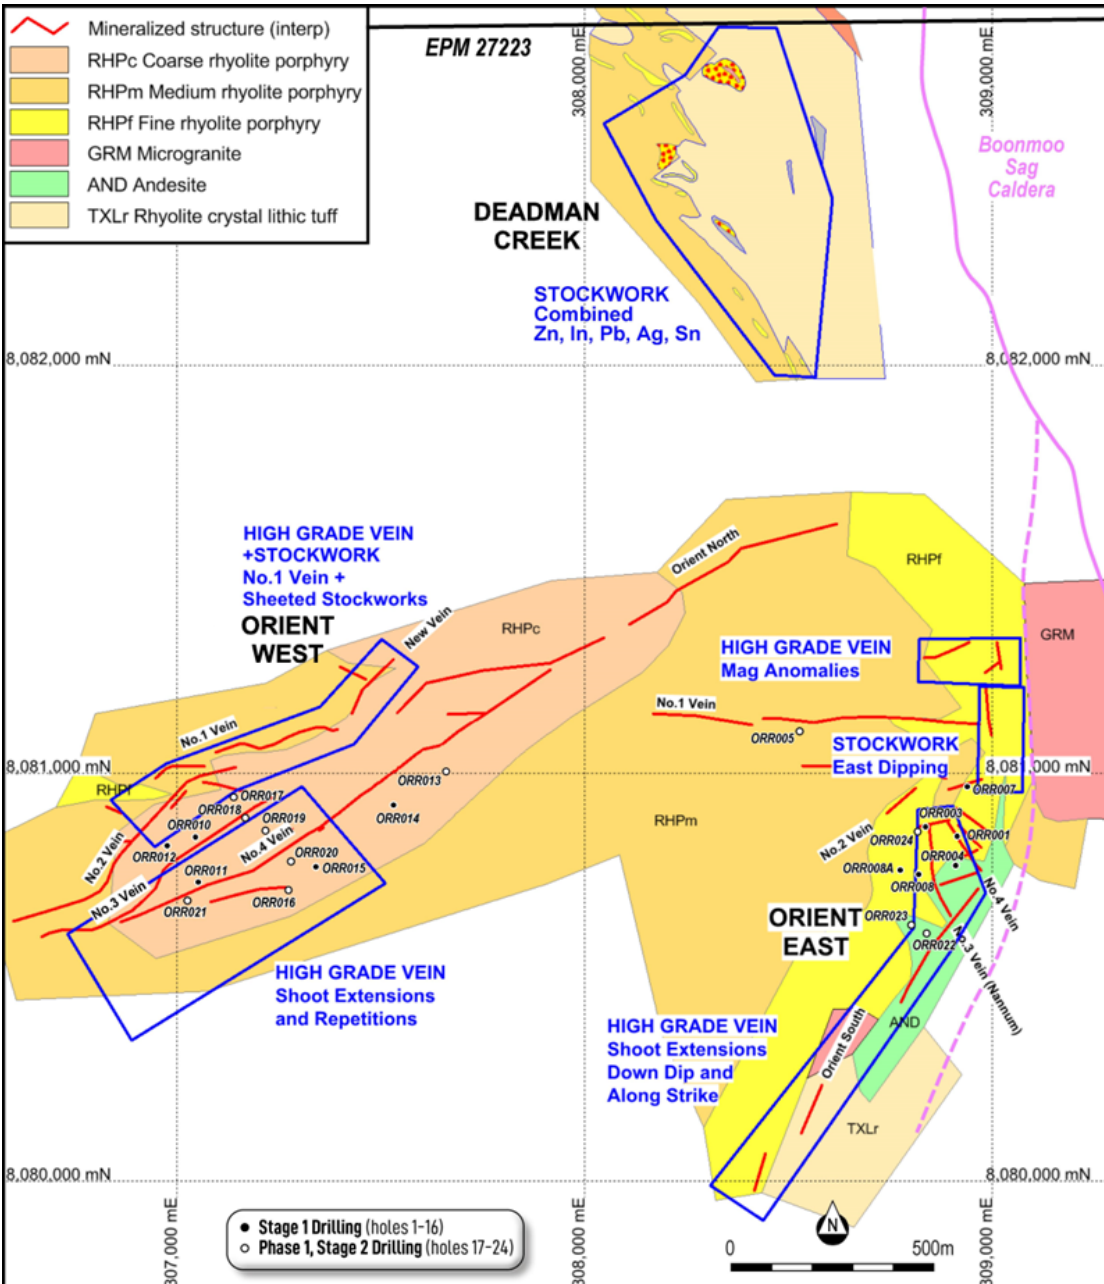 Mineralized structure (interp)
RHPc Coarse rhyolite porphyry
RHPm Medium rhyolite porphyry
RHPf Fine rhyolite porphyry
GRM Microgranite
AND Andesite
TXLr Rhyolite crystal lithic tuff
EPM 27223
308,000 mE
309,000 mE
Boonmoo
Sag
Caldera
DEADMAN
CREEK
STOCKWORK
Combined
Zn, In, Pb, Ag, Sn
8,082,000 mN
8,082,000 mN
HIGH GRADE VEIN
+STOCKWORK
No.1 Vein +
Sheeted Stockworks
ORIENT
WEST
New Vein
RHPc
Orient North
RHPf
GRM
HIGH GRADE VEIN
Mag Anomalies
No.1 Vein
No.1 Vein
ORR005
STOCKWORK
East Dipping
8,081,000 mN
8,081,000 mN
RHPf
ORR013
ORR017
ORR018
ORR019
ORR014
ORR010
ORR012
No.4 Vein
ORR020
ORR015
No.2 Vein
ORR011
ORR016
No.3 Vein
ORR021
RHPm
ORR007
ORR003
ORR024
ORR001
No.2 Vein
ORR004
ORR008A
ORR008
No.4 Vein
ORIENT
EAST
ORR023
ORR022
No.3 Vein (Nannum)
HIGH GRADE VEIN
Shoot Extensions
and Repetitions
HIGH GRADE VEIN
Shoot Extensions
Down Dip and
Along Strike
AND
Orient South
TXLr
8,080,000 mN
8,080,000 mN
307,000 mE
308,000 mE
309,000 mE
Stage 1 Drilling (holes 1-16)
Phase 1, Stage 2 Drilling (holes 17-24)
N
0 500m